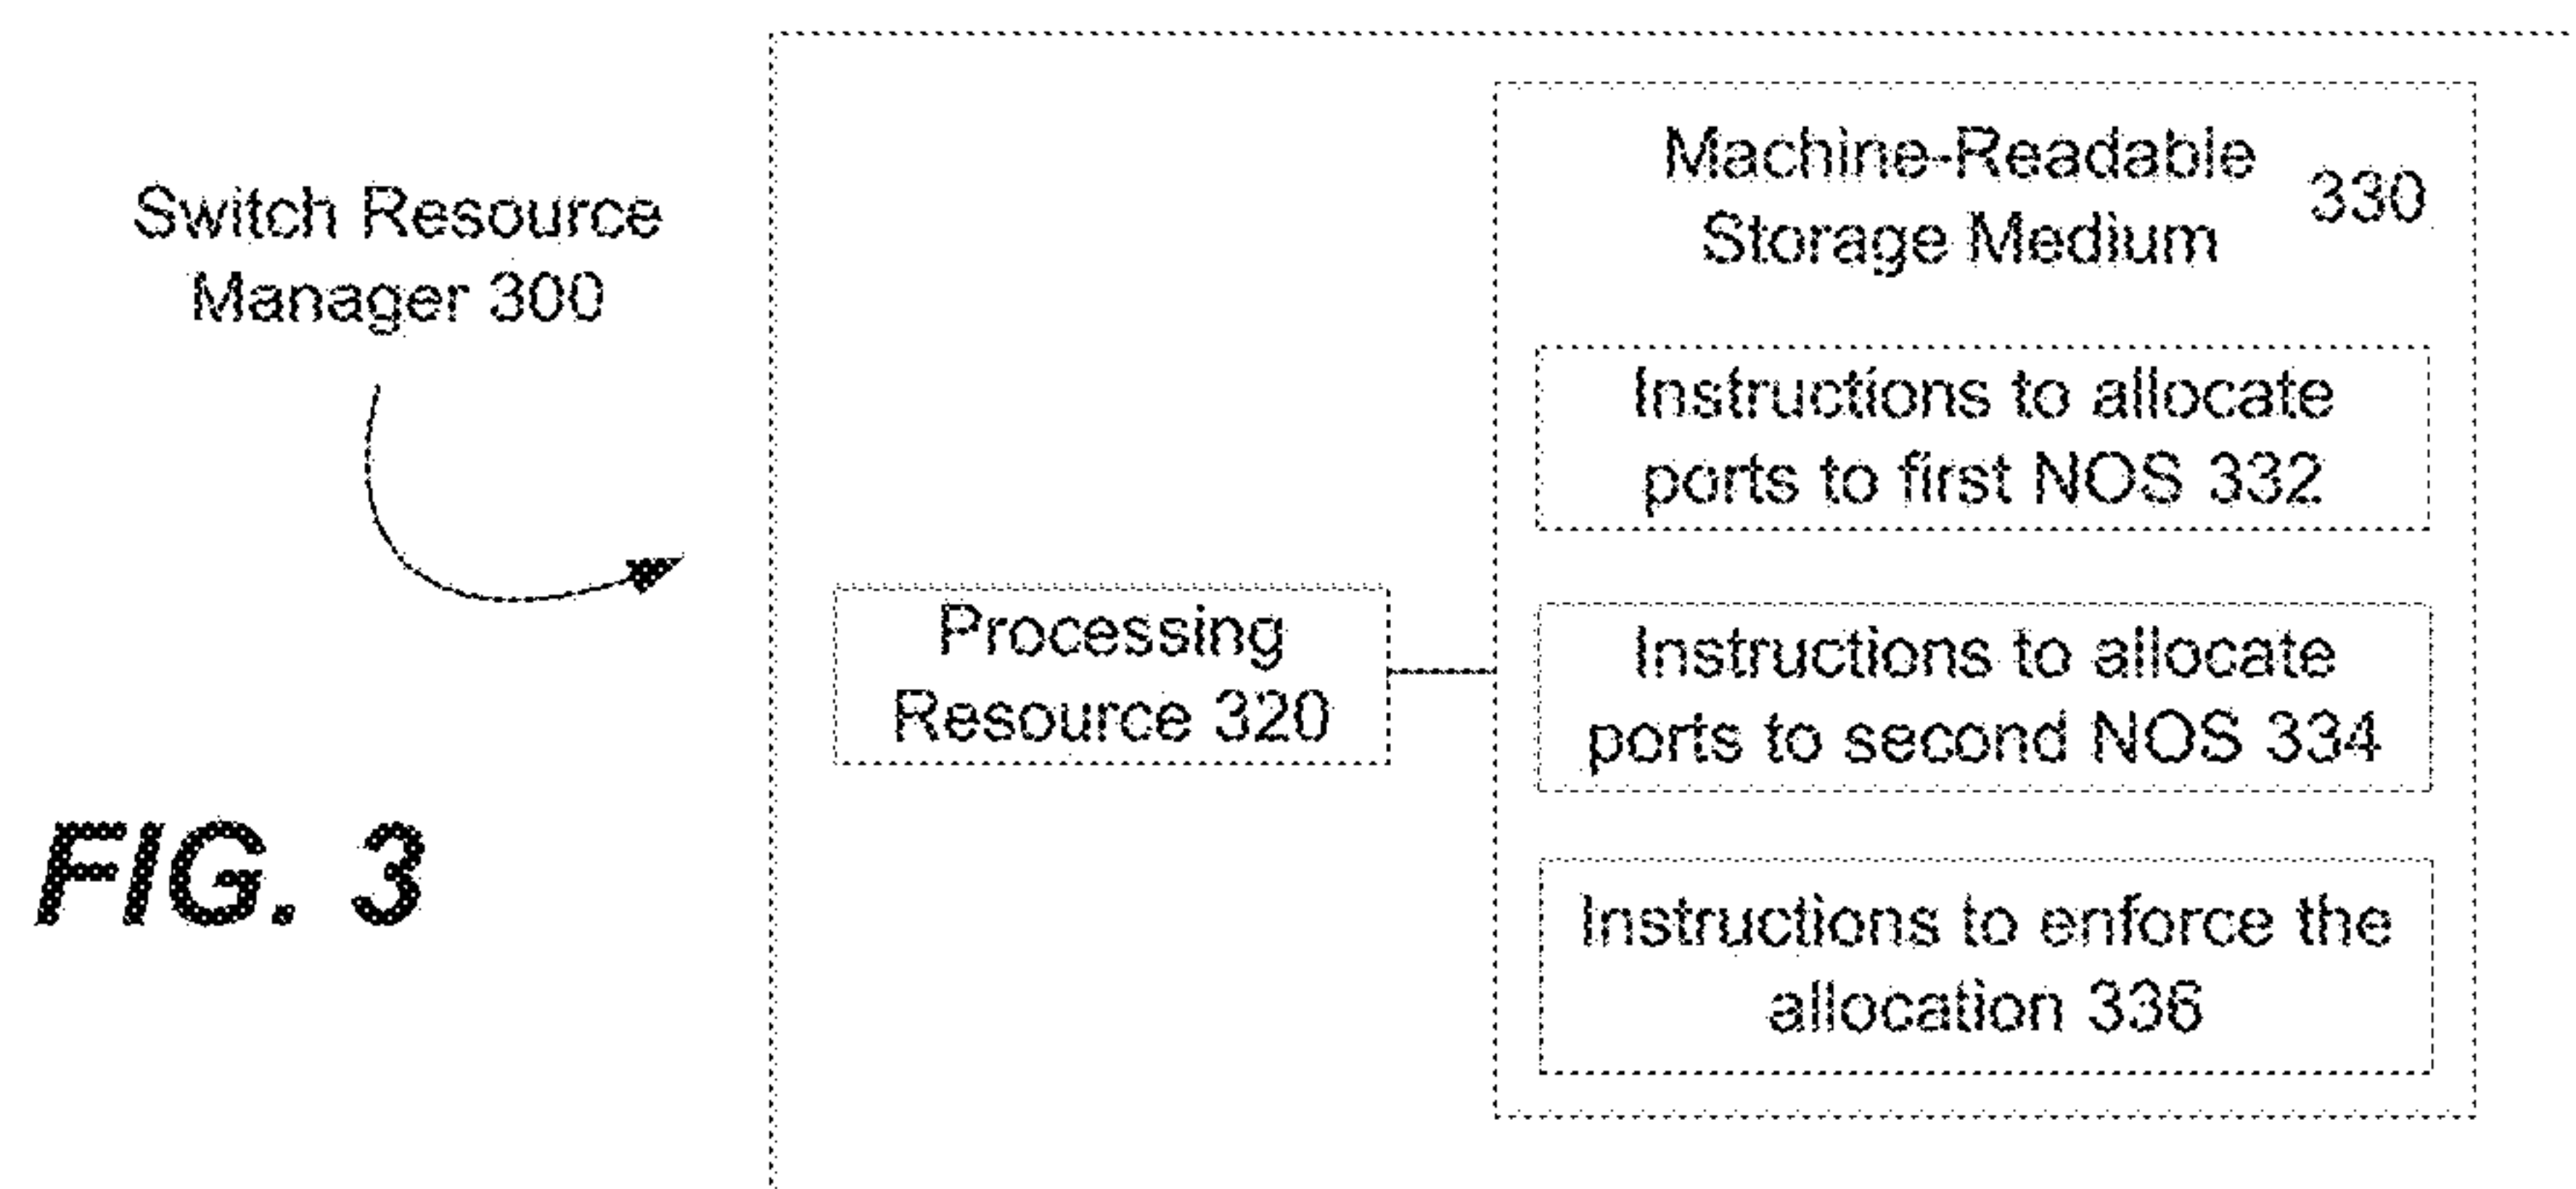 Switch Resource
Manager 300
Machine-Readable
Storage Medium
330
Instructions to allocate
ports to first NOS 332
Processing
Resource 320
Instructions to allocate
ports to second NOS 334
Instructions to enforce the
allocation 336
FIG. 3